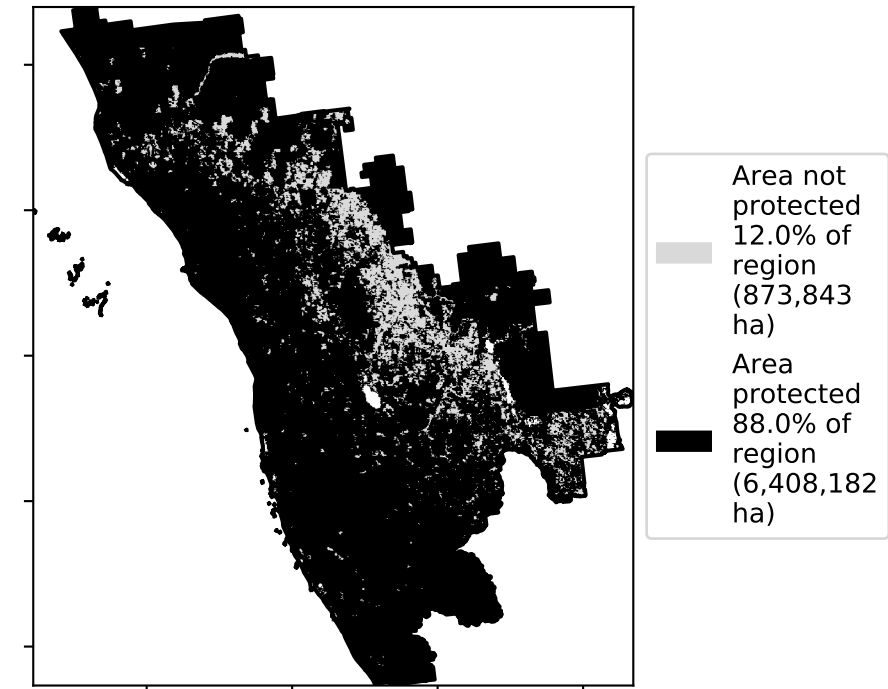 Area not
protected
12.0% of
region
(873,843
ha)
Area
protected
88.0% of
region
(6,408,182
ha)